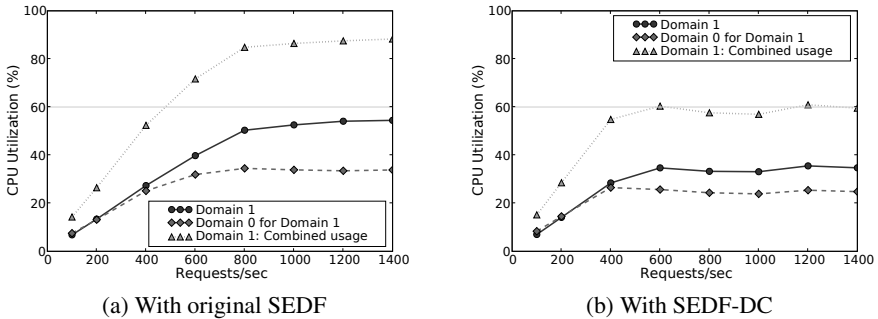 100
80
60
40
20
0
CPU Utilization (%)
200 400 600 800 1000 1200 1400
Requests/sec
Domain 1
Domain 0 for Domain 1
Domain 1: Combined usage
(a) With original SEDF
100
80
60
40
20
0
CPU Utilization (%)
Domain 1
Domain 0 for Domain 1
Domain 1: Combined usage
200 400 600 800 1000 1200 1400
Requests/sec
(b) With SEDF-DC